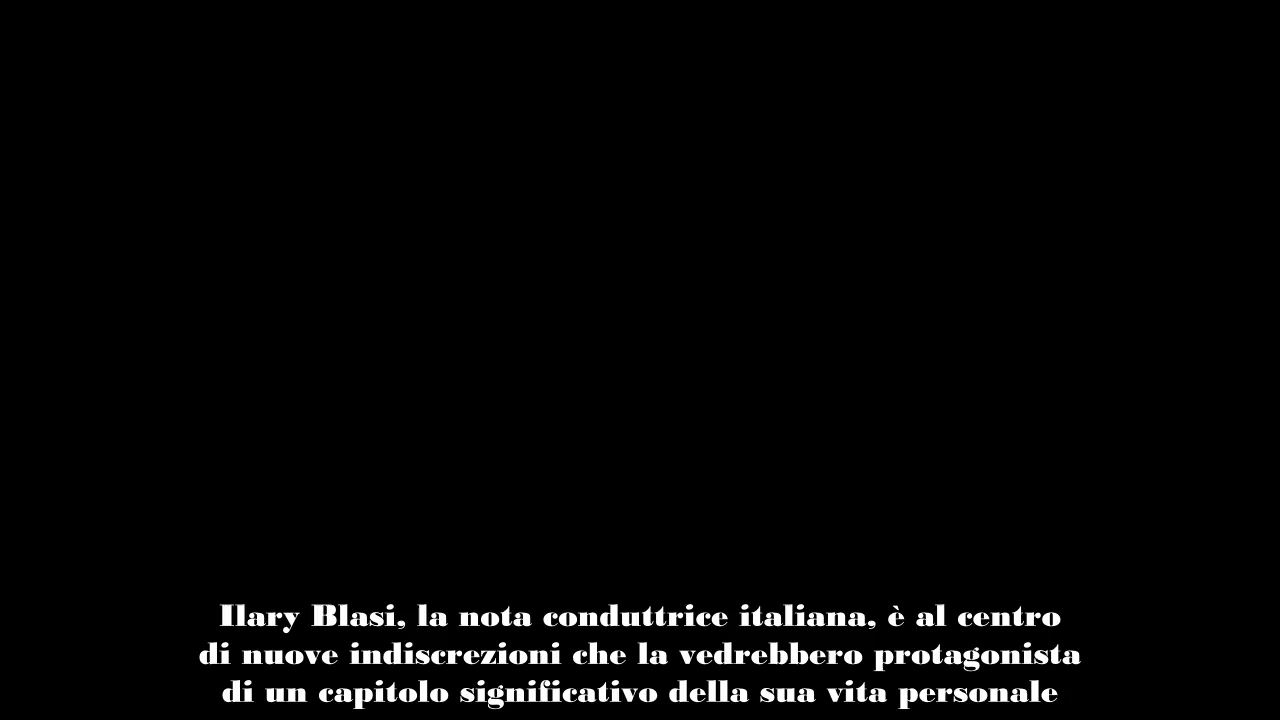 Ilary Blasi, la nota conduttrice italiana, è al centro
di nuove indiscrezioni che la vedrebbero protagonista
di un capitolo significativo della sua vita personale